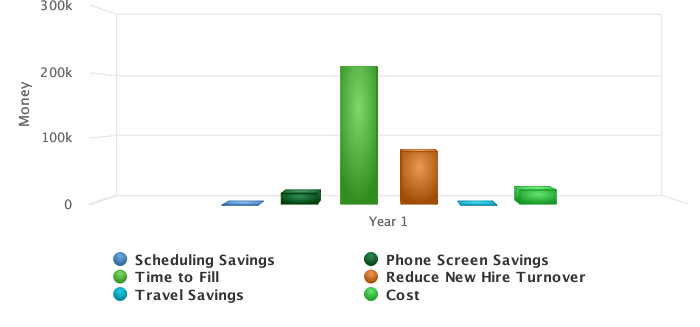 300k
200k
100k
0
Money
Year 1
Scheduling Savings
Phone Screen Savings
Time to Fill
Reduce New Hire Turnover
Travel Savings
Cost